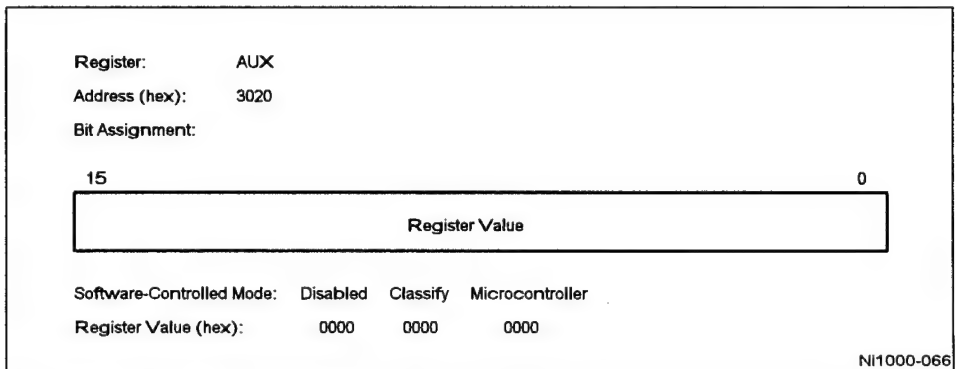 Register: AUX
Address (hex): 3020
Bit Assignment:
15 0
Register Value
Software-Controlled Mode: Disabled Classify Microcontroller
Register Value (hex): 0000 0000 0000
Ni1000-066